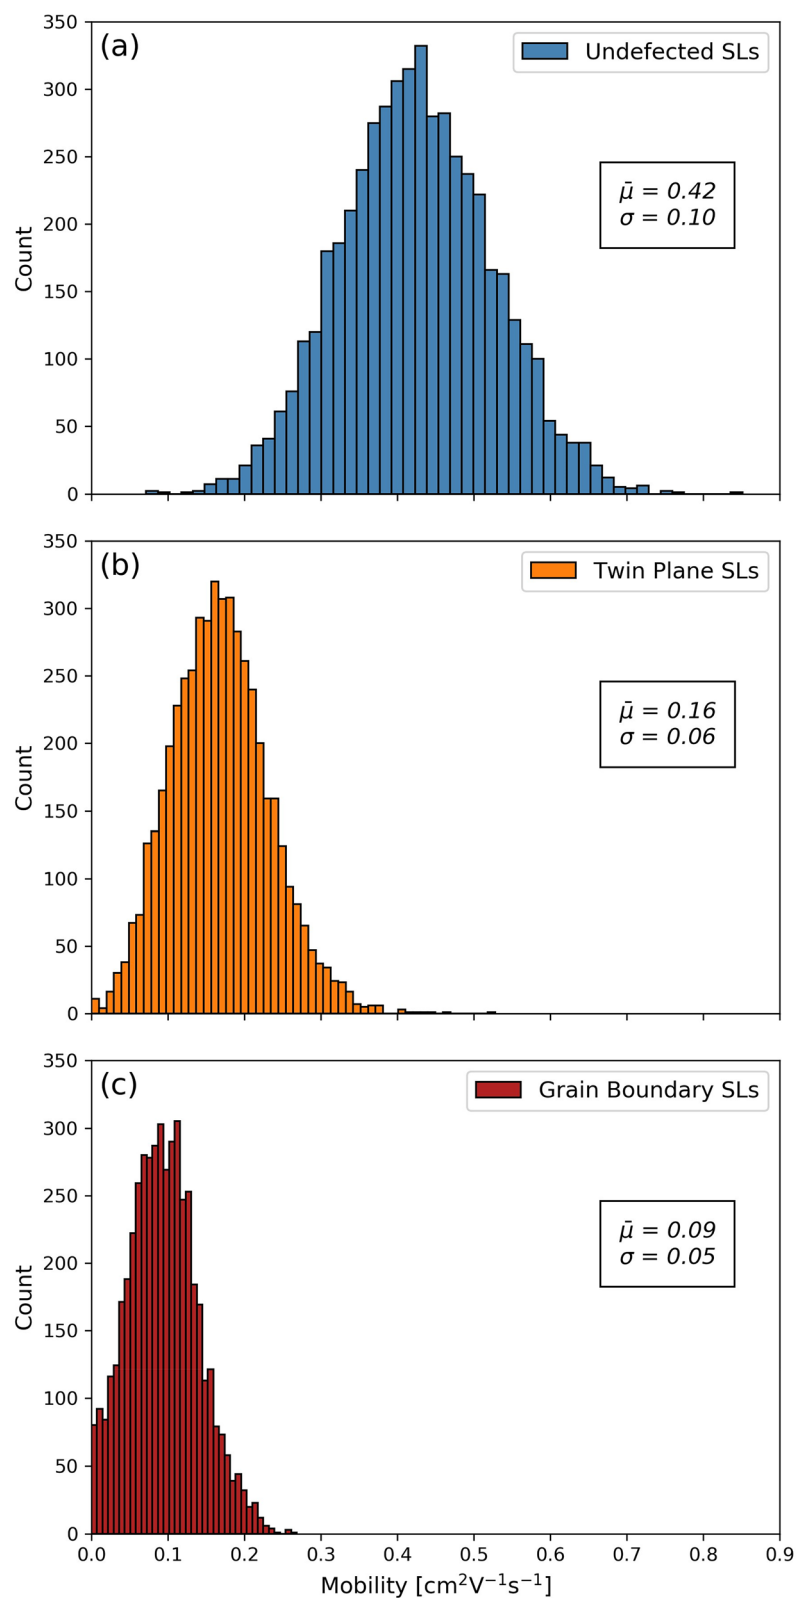 (a)
Undefected SLs
350
300
250
200
150
100
50
0
Count
μ̄ = 0.42
σ = 0.10
(b)
Twin Plane SLs
350
300
250
200
150
100
50
0
Count
μ̄ = 0.16
σ = 0.06
(c)
Grain Boundary SLs
350
300
250
200
150
100
50
0
Count
μ̄ = 0.09
σ = 0.05
0.0 0.1 0.2 0.3 0.4 0.5 0.6 0.7 0.8 0.9
Mobility [cm²V⁻¹s⁻¹]